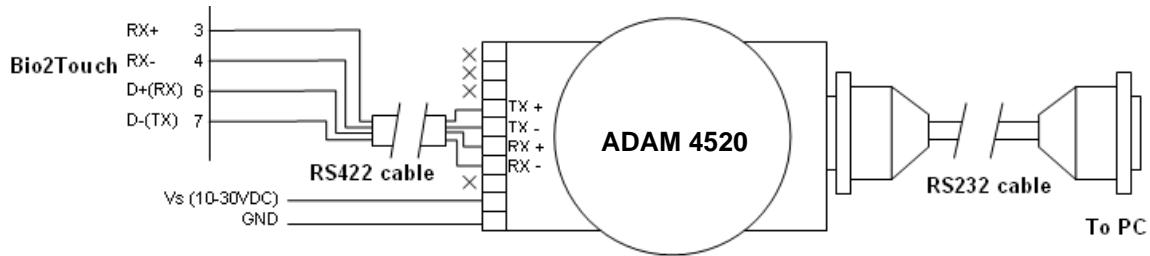 RX+ 3
RX- 4
Bio2Touch
D+(RX) 6
D-(TX) 7
RS422 cable
Vs (10-30VDC)
GND
TX +
TX -
RX +
RX -
ADAM 4520
RS232 cable
To PC